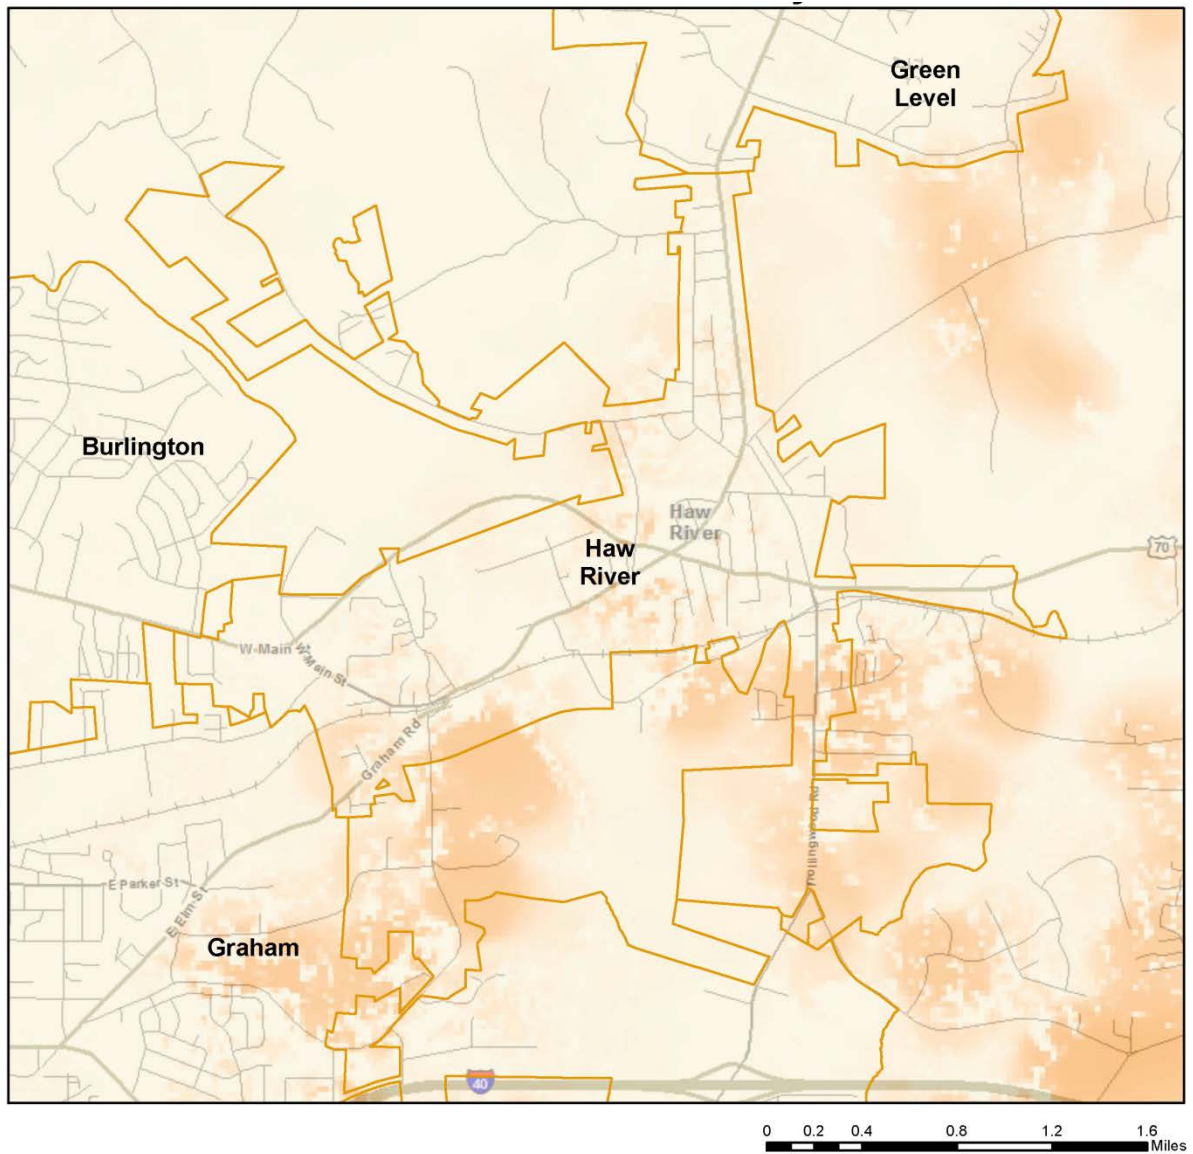 Green
Level
Burlington
Haw
River
Haw
River
70
W-Main
W-Main St
Graham Rd
Trollingwood Rd
E Parker St
E Elm St
Graham
40
0 0.2 0.4 0.8 1.2 1.6
Miles